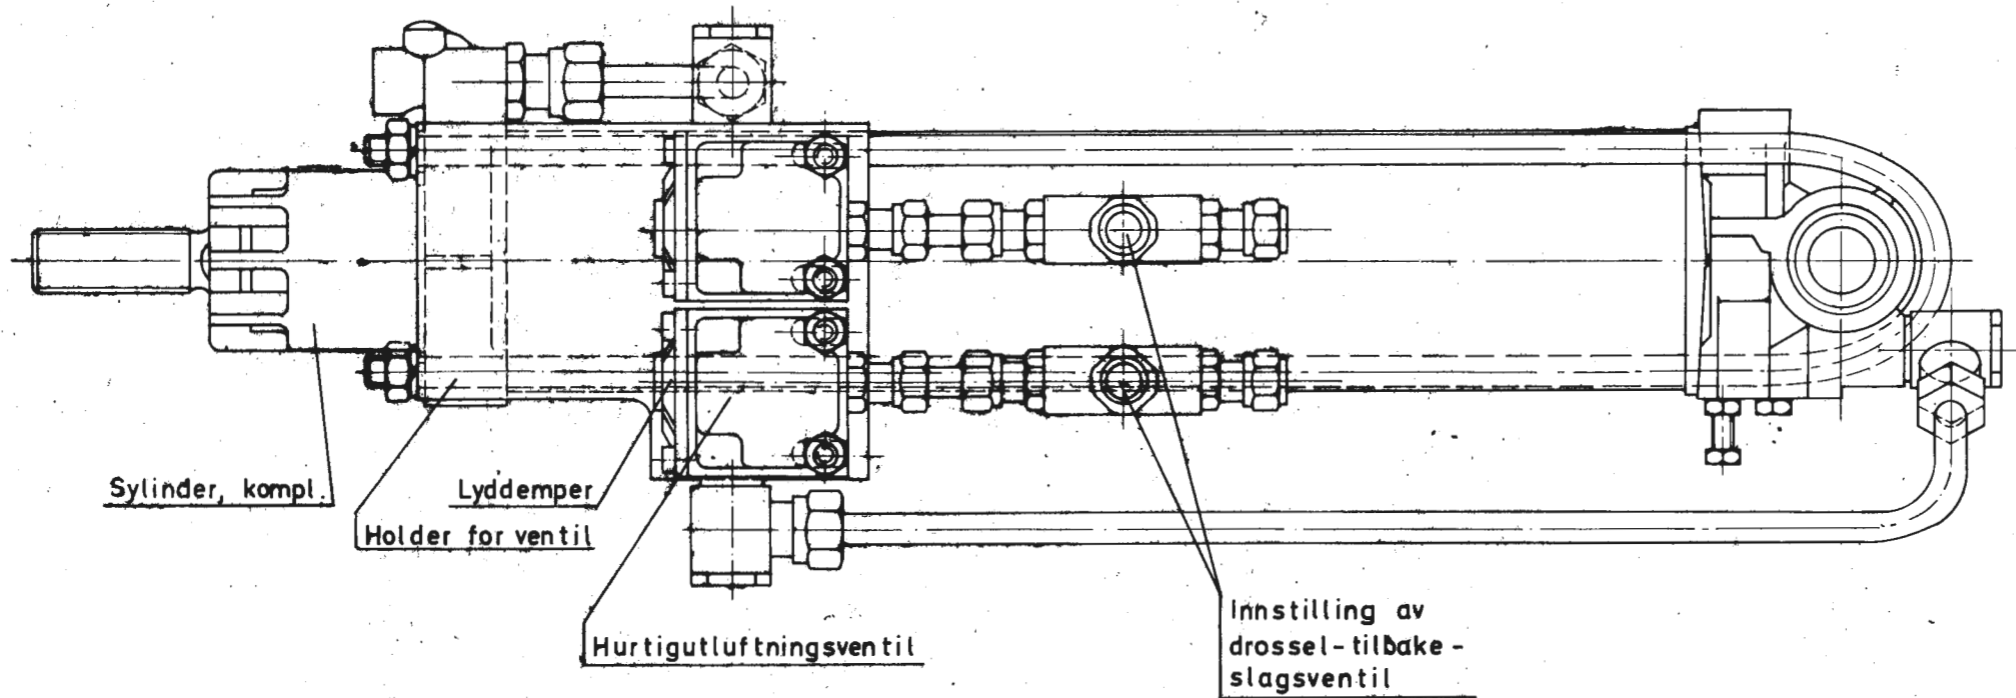 Sylinder, kompl.
Lyddemper
Holder for ventil
Hurtigutluftningsventil
Innstilling av
drossel-tilbake-
slagsventil